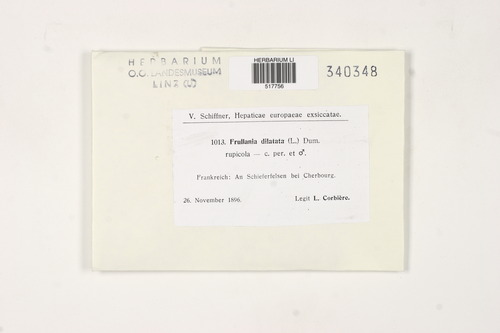 HERBARIUM
O.Ö. LANDESMUSEUM
LINZ (LI)
HERBARIUM LI
517756
340348
V. Schiffner, Hepaticae europaeae exsiccatae.
1013. Frullania dilatata (L.) Dum.
rupicola — c. per. et ♂.
Frankreich: An Schieferfelsen bei Cherbourg.
26. November 1896. Legit L. Corbière.